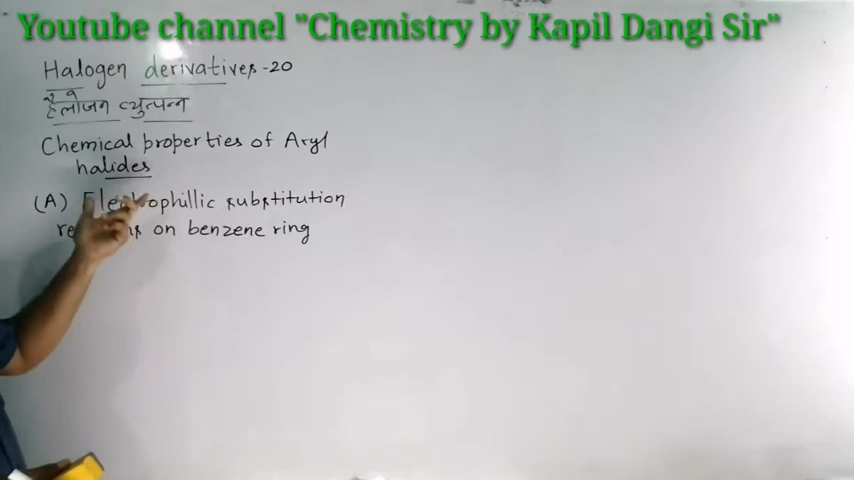 Youtube channel "Chemistry by Kapil Dangi Sir"
Halogen derivatives-20
हैलोजन व्युत्पन्न
Chemical properties of Aryl
halides
(A) substitution
on benzene ring